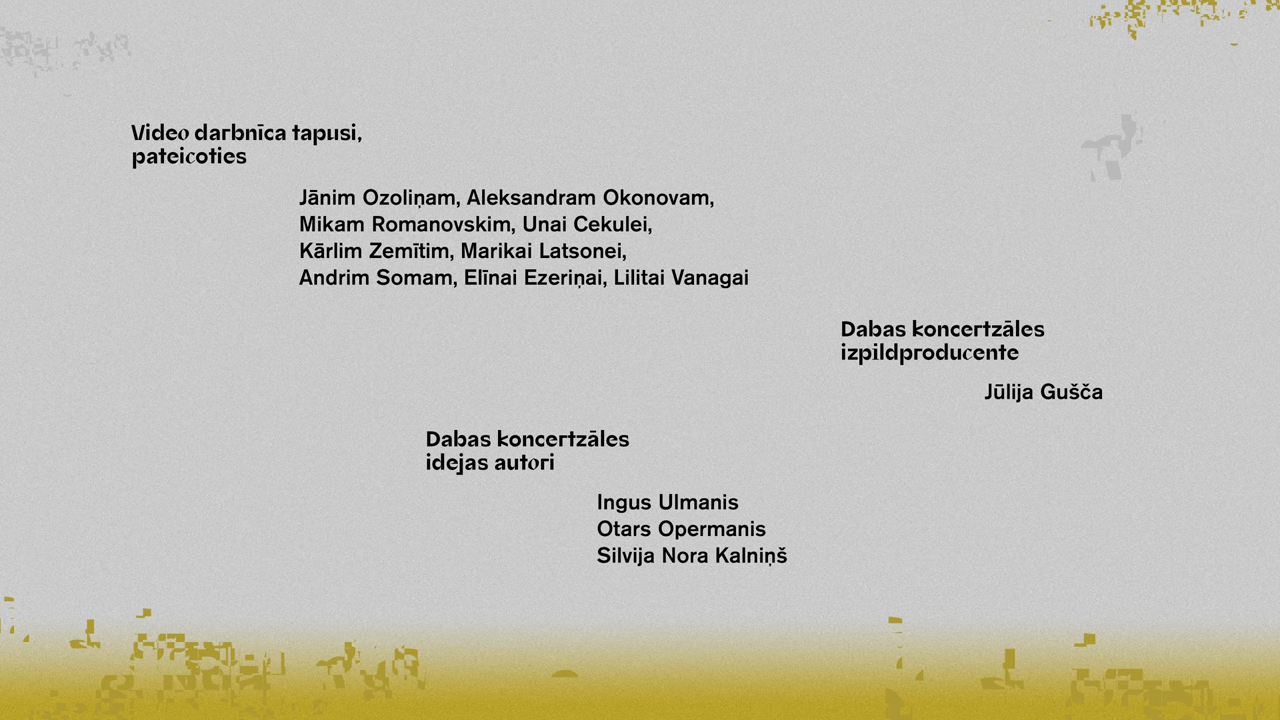 Video darbnīca tapusi,
pateicoties
Jānim Ozoliņam, Aleksandram Okonovam,
Mikam Romanovskim, Unai Cekulei,
Kārlim Zemītim, Marikai Latsonei,
Andrim Somam, Elīnai Ezeriņai, Lilitai Vanagai
Dabas koncertzāles
izpildproducente
Jūlija Gušča
Dabas koncertzāles
idejas autori
Ingus Ulmanis
Otars Opermanis
Silvija Nora Kalniņš